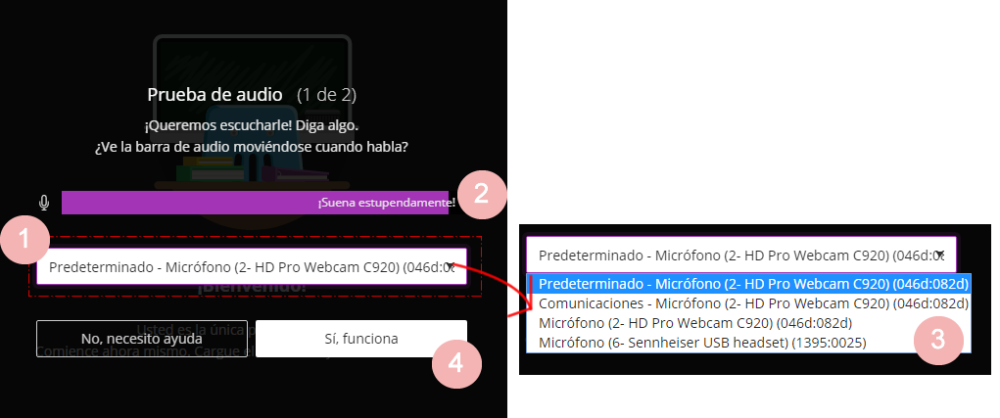 Prueba de audio (1 de 2)
¡Queremos escucharle! Diga algo.
¿Ve la barra de audio moviéndose cuando habla?
¡Suena estupendamente!
2
1
Predeterminado - Micrófono (2- HD Pro Webcam C920) (046d:08
¡Bienvenido!
Usted es la única p
No, necesito ayuda
Sí, funciona
Comience ahora mismo. Cargue el
4
Predeterminado - Micrófono (2- HD Pro Webcam C920) (046d:08
Predeterminado - Micrófono (2- HD Pro Webcam C920) (046d:082d)
Comunicaciones - Micrófono (2- HD Pro Webcam C920) (046d:082d)
Micrófono (2- HD Pro Webcam C920) (046d:082d)
Micrófono (6- Sennheiser USB headset) (1395:0025)
3